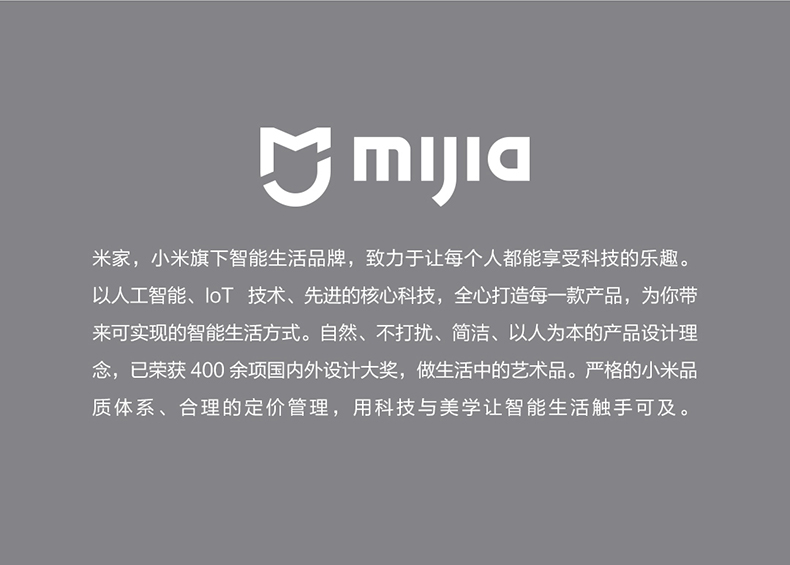 mijia
米家，小米旗下智能生活品牌，致力于让每个人都能享受科技的乐趣。
以人工智能、IoT 技术、先进的核心科技，全心打造每一款产品，为你带
来可实现的智能生活方式。自然、不打扰、简洁、以人为本的产品设计理
念，已荣获 400 余项国内外设计大奖，做生活中的艺术品。严格的小米品
质体系、合理的定价管理，用科技与美学让智能生活触手可及。